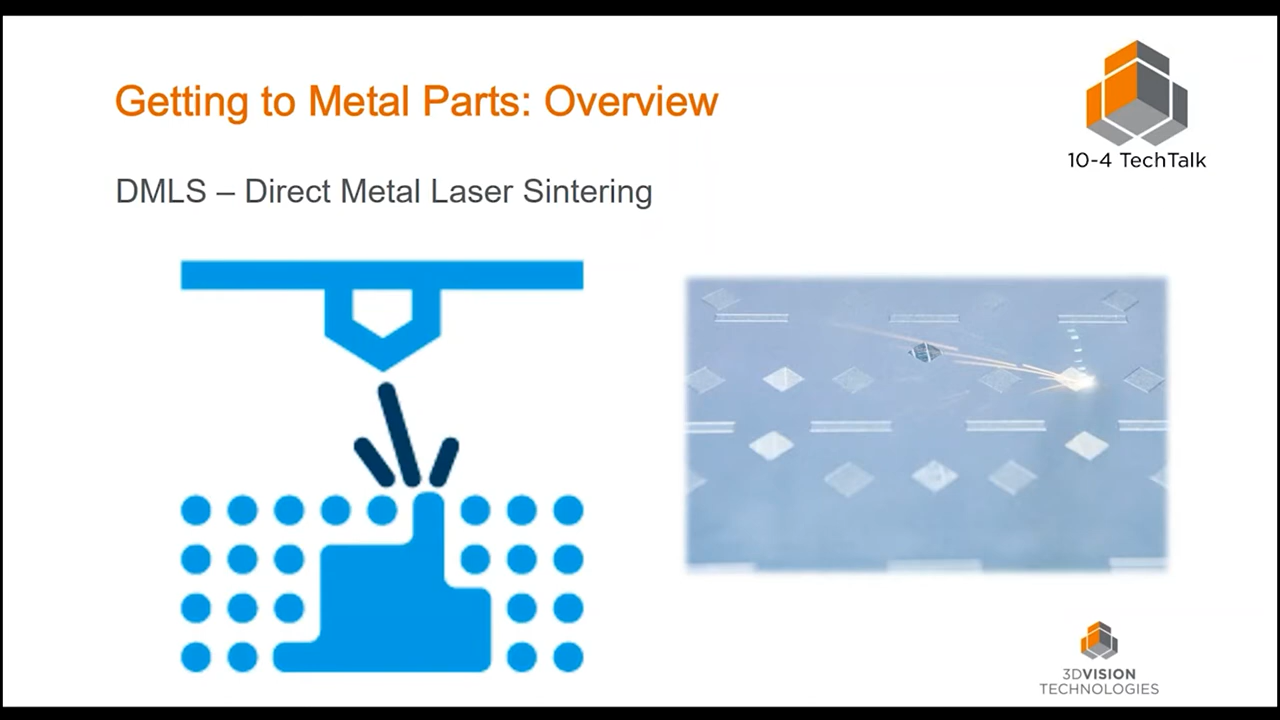 Getting to Metal Parts: Overview
10-4 TechTalk
DMLS – Direct Metal Laser Sintering
3DVISION
TECHNOLOGIES